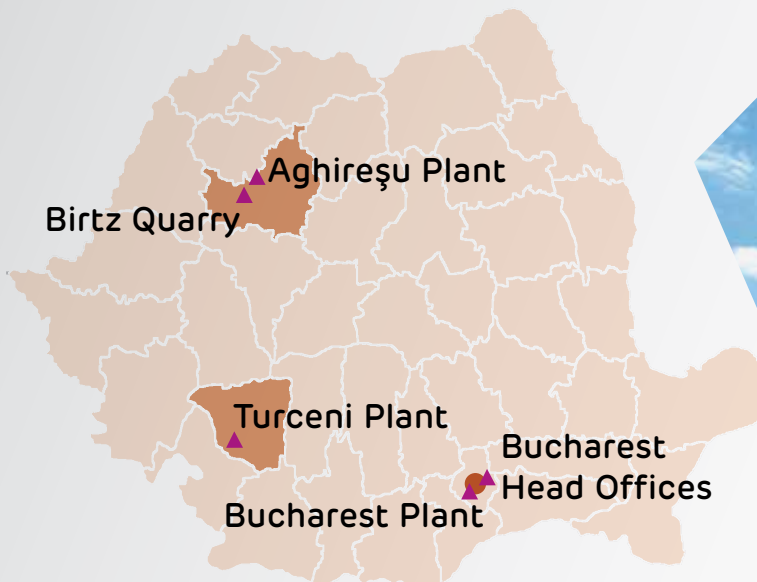 Aghireşu Plant
Birtz Quarry
Turceni Plant
Bucharest
Head Offices
Bucharest Plant